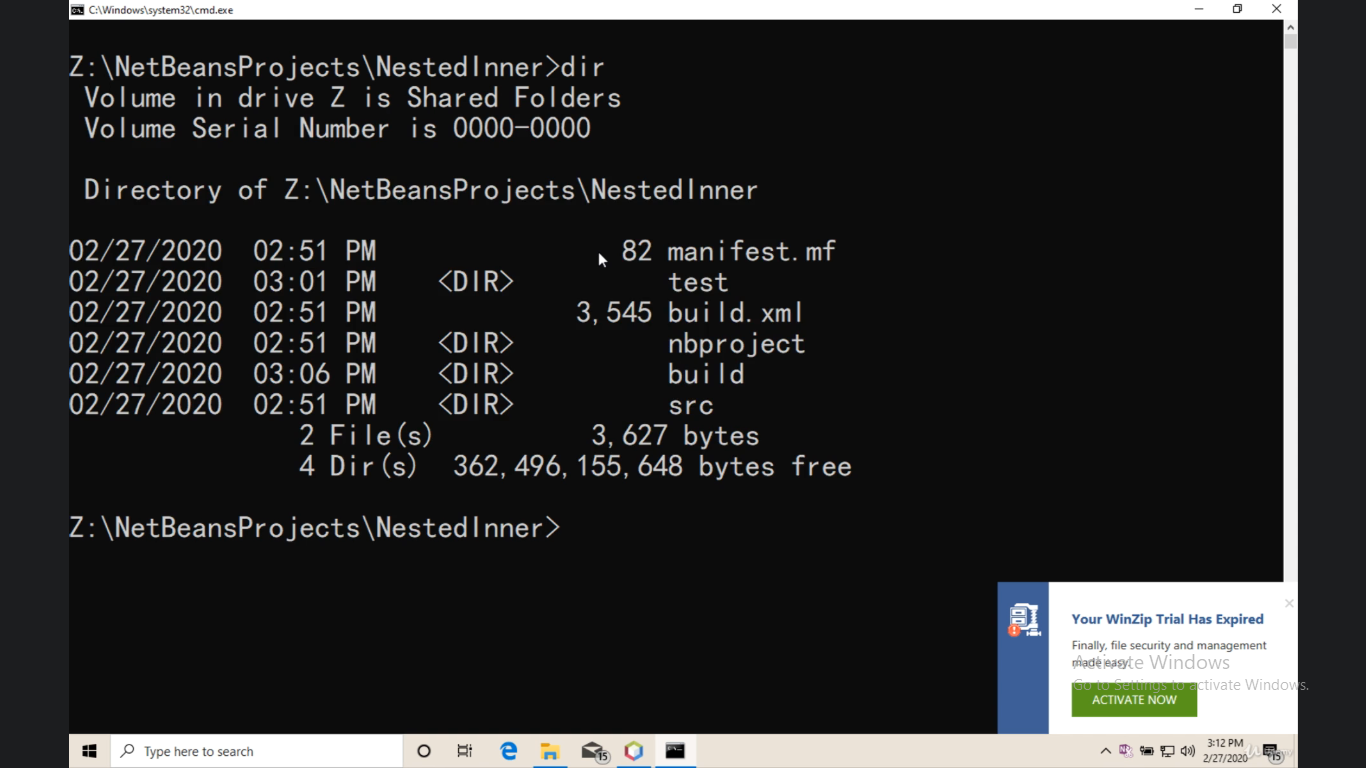 C:\Windows\system32\cmd.exe
Z:\NetBeansProjects\NestedInner>dir
Volume in drive Z is Shared Folders
Volume Serial Number is 0000-0000
Directory of Z:\NetBeansProjects\NestedInner
02/27/2020 02:51 PM 82 manifest.mf
02/27/2020 03:01 PM <DIR> test
02/27/2020 02:51 PM 3,545 build.xml
02/27/2020 02:51 PM <DIR> nbproject
02/27/2020 03:06 PM <DIR> build
02/27/2020 02:51 PM <DIR> src
2 File(s) 3,627 bytes
4 Dir(s) 362,496,155,648 bytes free
Z:\NetBeansProjects\NestedInner>
Your WinZip Trial Has Expired
Finally, file security and management
made easy.
Activate Windows
Go to Settings to activate Windows.
ACTIVATE NOW
Type here to search
15
3:12 PM
2/27/2020
15